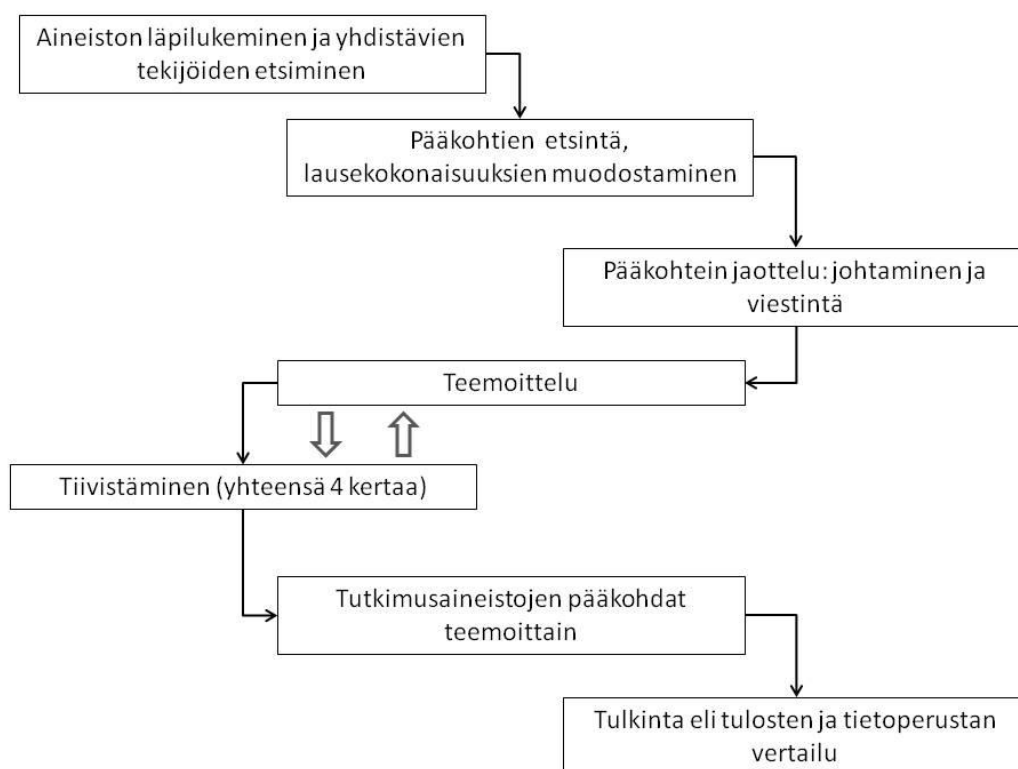 Aineiston läpilukeminen ja yhdistävien
tekijöiden etsiminen
Pääkohtien etsintä,
lausekokonaisuuksien muodostaminen
Pääkohtein jaottelu: johtaminen ja
viestintä
Teemoittelu
Tiivistäminen (yhteensä 4 kertaa)
Tutkimusaineistojen pääkohdat
teemoittain
Tulkinta eli tulosten ja tietoperustan
vertailu